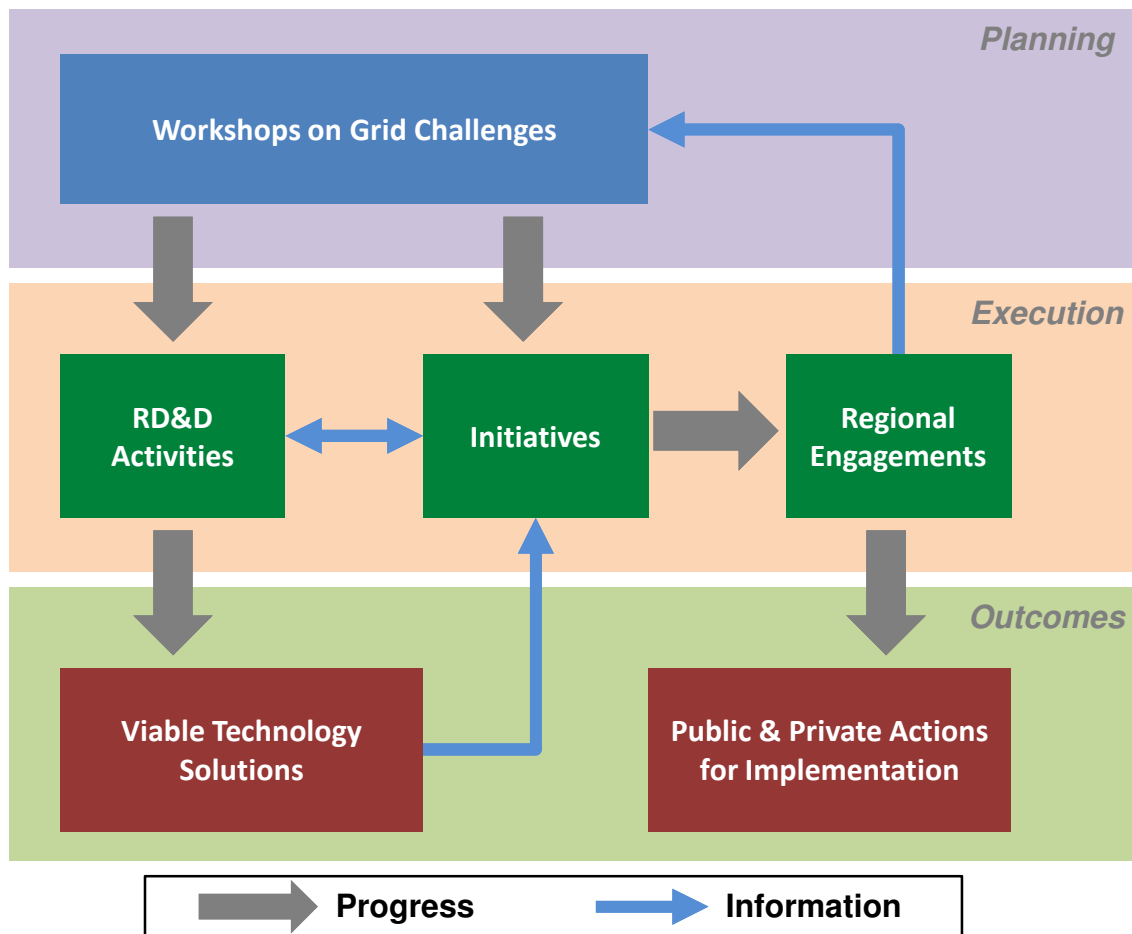 Planning
Workshops on Grid Challenges
Execution
RD&D
Activities
Initiatives
Regional
Engagements
Outcomes
Viable Technology
Solutions
Public & Private Actions
for Implementation
Progress
Information